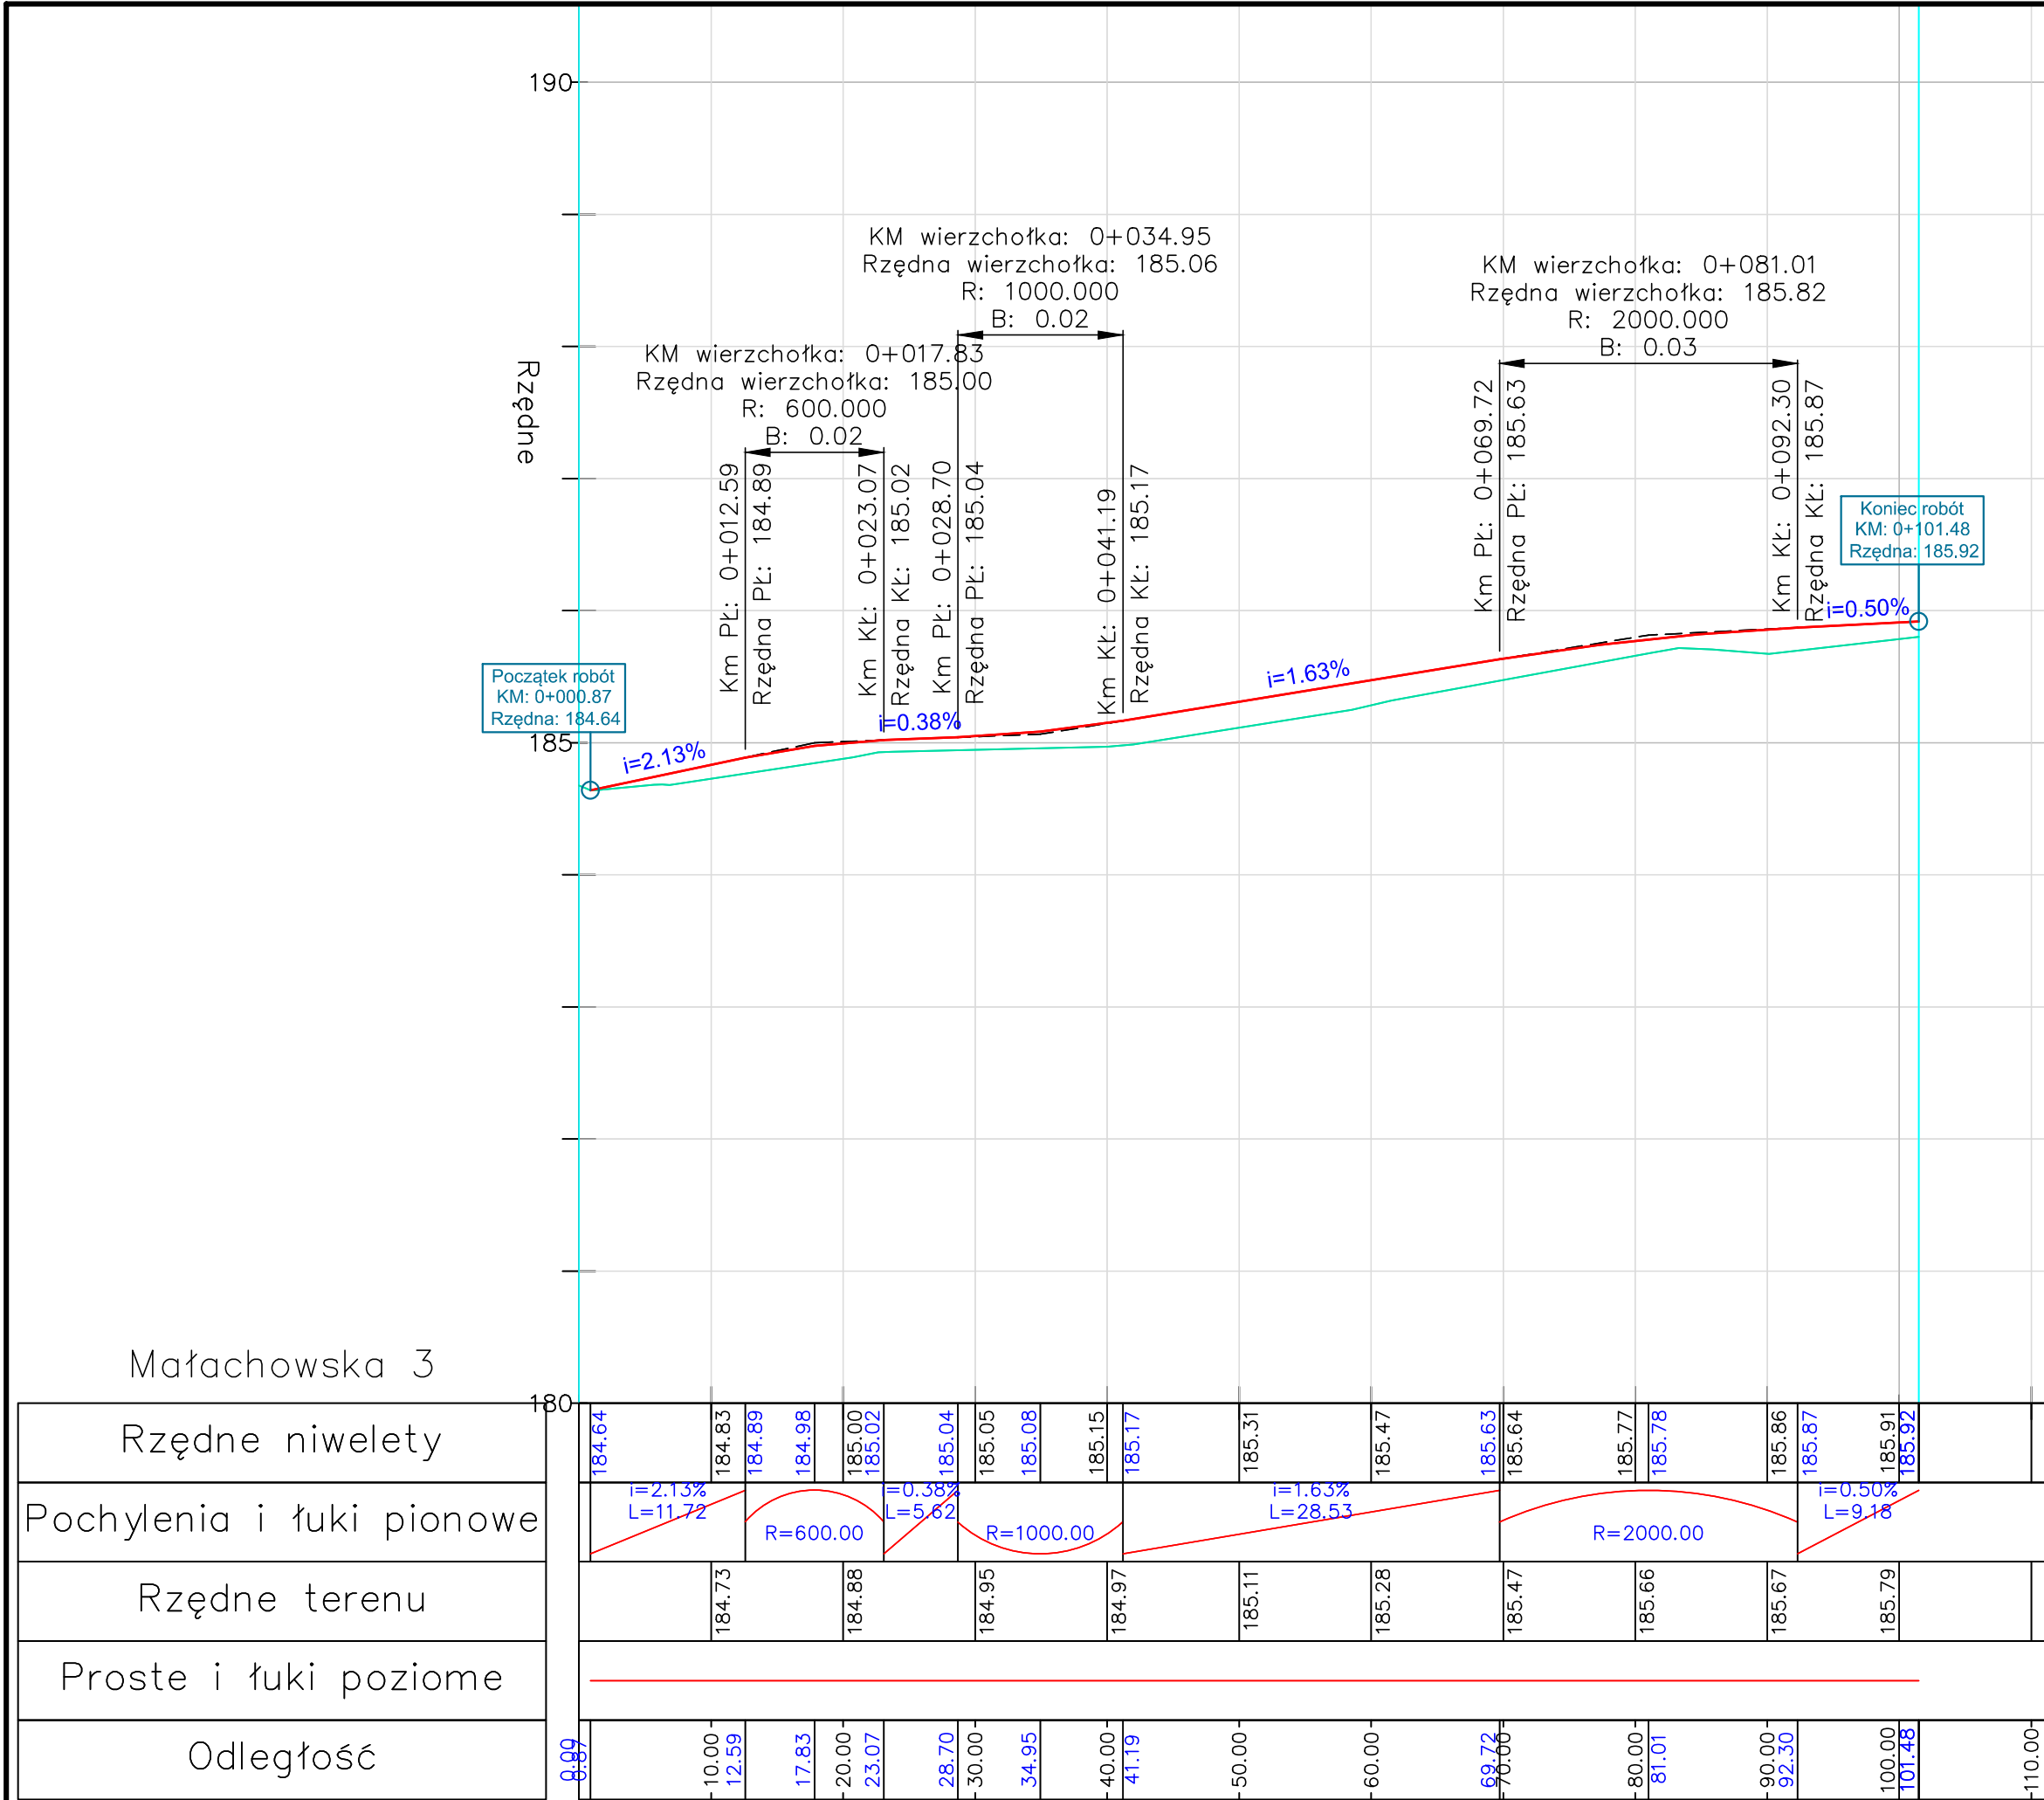 190
KM wierzchołka: 0+034.95
Rzędna wierzchołka: 185.06
R: 1000.000
B: 0.02
KM wierzchołka: 0+081.01
Rzędna wierzchołka: 185.82
R: 2000.000
B: 0.03
KM wierzchołka: 0+017.83
Rzędna wierzchołka: 185.00
R: 600.000
B: 0.02
Rzędne
Km PŁ: 0+012.59
Rzędna PŁ: 184.89
Km KŁ: 0+023.07
Rzędna KŁ: 185.02
Km PŁ: 0+028.70
Rzędna PŁ: 185.04
Km KŁ: 0+041.19
Rzędna KŁ: 185.17
Km PŁ: 0+069.72
Rzędna PŁ: 185.63
Km KŁ: 0+092.30
Rzędna KŁ: 185.87
Koniec robót
KM: 0+101.48
Rzędna: 185.92
i=0.50%
Początek robót
KM: 0+000.87
Rzędna: 184.64
i=1.63%
i=0.38%
185
i=2.13%
Małachowska 3
180
Rzędne niwelety
184.64
184.83
184.89
184.98
185.00
185.02
185.04
185.05
185.08
185.15
185.17
185.31
185.47
185.63
185.64
185.77
185.78
185.86
185.87
185.91
185.92
Pochylenia i łuki pionowe
i=2.13%
L=11.72
R=600.00
i=0.38%
L=5.62
R=1000.00
i=1.63%
L=28.53
R=2000.00
i=0.50%
L=9.18
Rzędne terenu
184.73
184.88
184.95
184.97
185.11
185.28
185.47
185.66
185.67
185.79
Proste i łuki poziome
Odległość
0.00
0.87
10.00
12.59
17.83
20.00
23.07
28.70
30.00
34.95
40.00
41.19
50.00
60.00
69.72
70.00
80.00
81.01
90.00
92.30
100.00
101.48
110.00